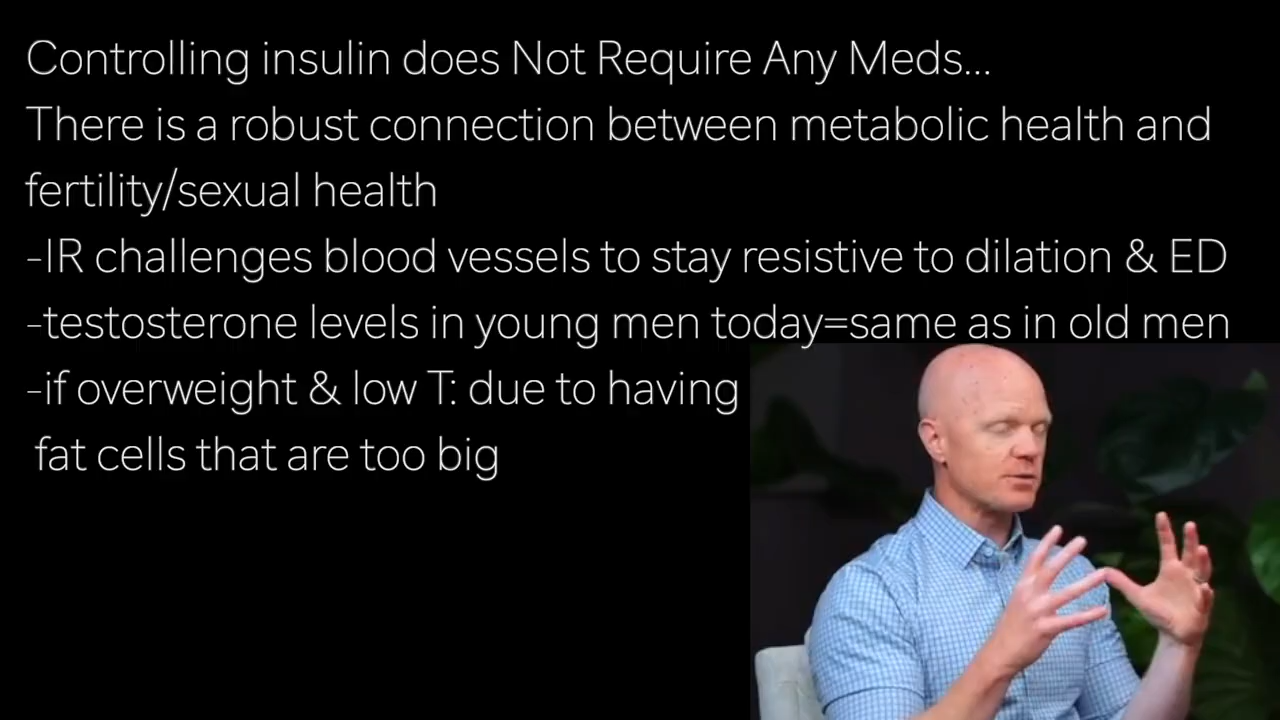 Controlling insulin does Not Require Any Meds...
There is a robust connection between metabolic health and
fertility/sexual health
-IR challenges blood vessels to stay resistive to dilation & ED
-testosterone levels in young men today=same as in old men
-if overweight & low T: due to having
fat cells that are too big